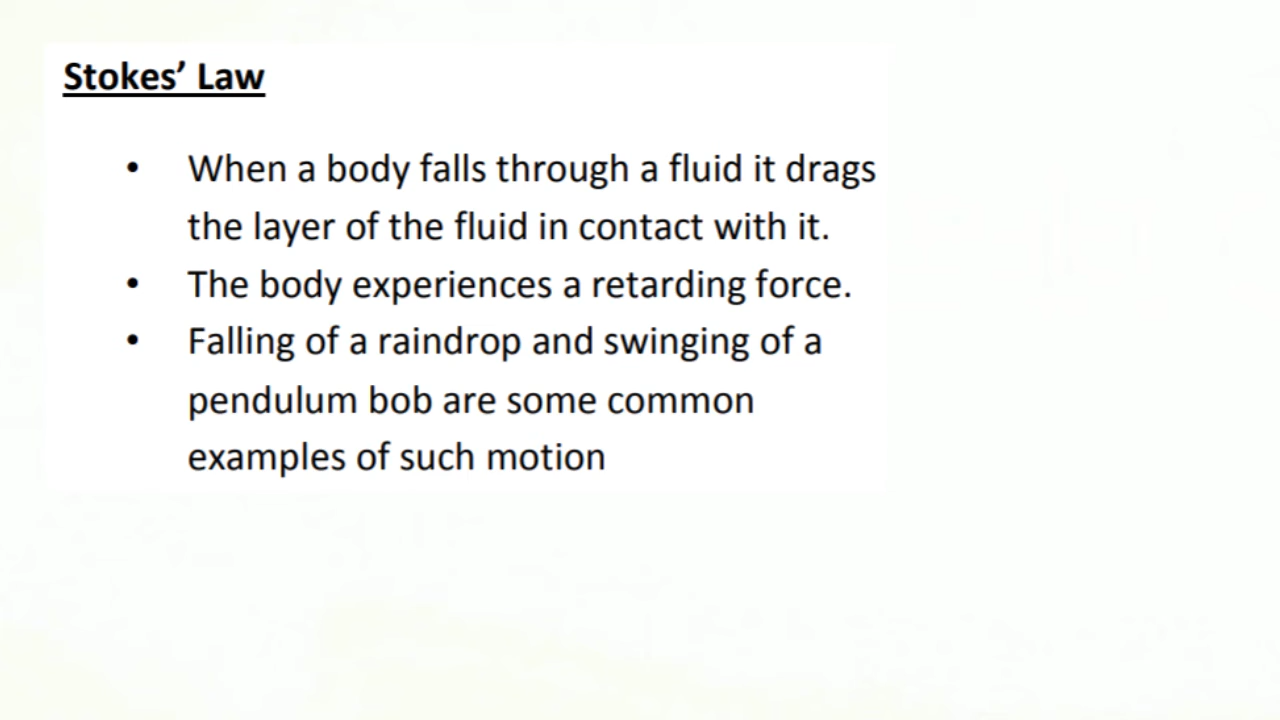 Stokes’ Law
• When a body falls through a fluid it drags
the layer of the fluid in contact with it.
• The body experiences a retarding force.
• Falling of a raindrop and swinging of a
pendulum bob are some common
examples of such motion